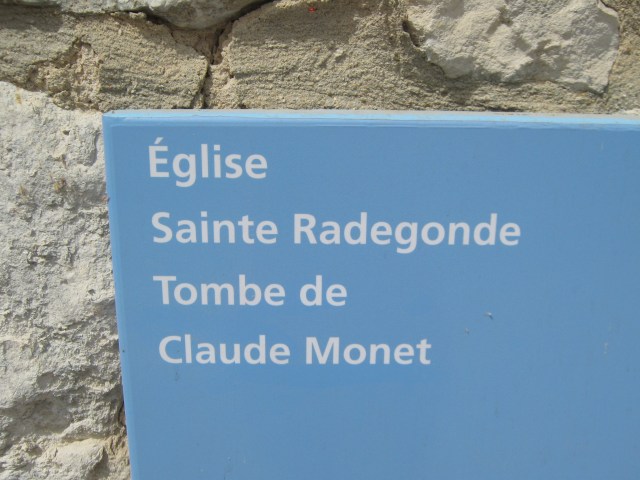 Église
Sainte Radegonde
Tombe de
Claude Monet